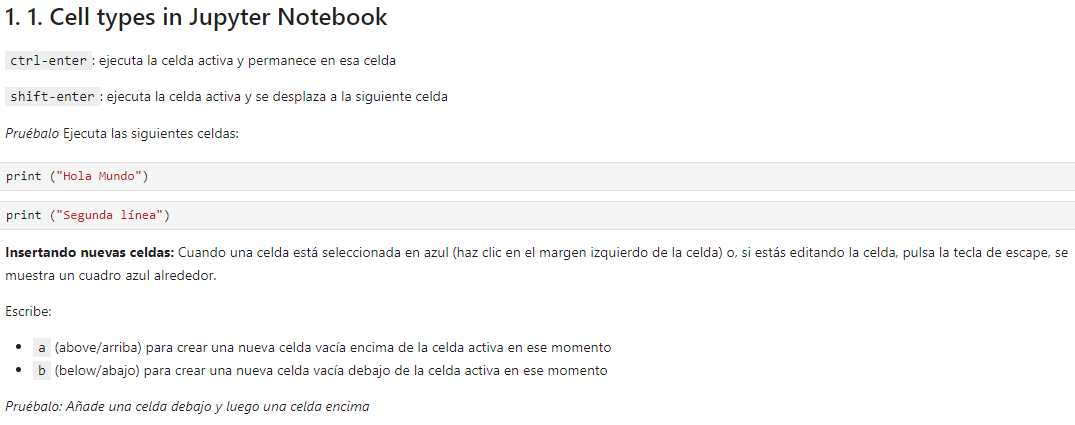 1. 1. Cell types in Jupyter Notebook
ctrl-enter : ejecuta la celda activa y permanece en esa celda
shift-enter : ejecuta la celda activa y se desplaza a la siguiente celda
Pruébalo Ejecuta las siguientes celdas:
print ("Hola Mundo")
print ("Segunda línea")
Insertando nuevas celdas: Cuando una celda está seleccionada en azul (haz clic en el margen izquierdo de la celda) o, si estás editando la celda, pulsa la tecla de escape, se
muestra un cuadro azul alrededor.
Escribe:
• a (above/arriba) para crear una nueva celda vacía encima de la celda activa en ese momento
• b (below/abajo) para crear una nueva celda vacía debajo de la celda activa en ese momento
Pruébalo: Añade una celda debajo y luego una celda encima